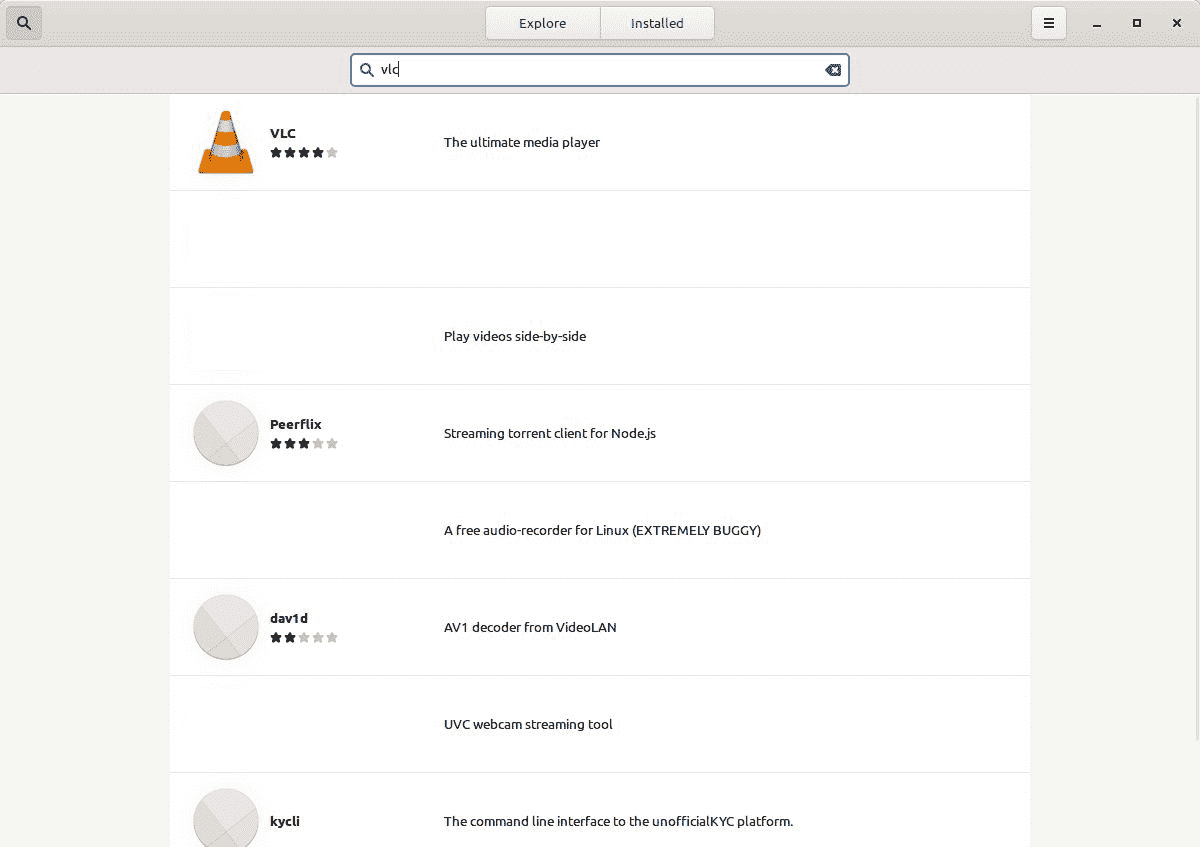 Explore
Installed
vlc
VLC
The ultimate media player
Play videos side-by-side
Peerflix
Streaming torrent client for Node.js
A free audio-recorder for Linux (EXTREMELY BUGGY)
dav1d
AV1 decoder from VideoLAN
UVC webcam streaming tool
kycli
The command line interface to the unofficialKYC platform.